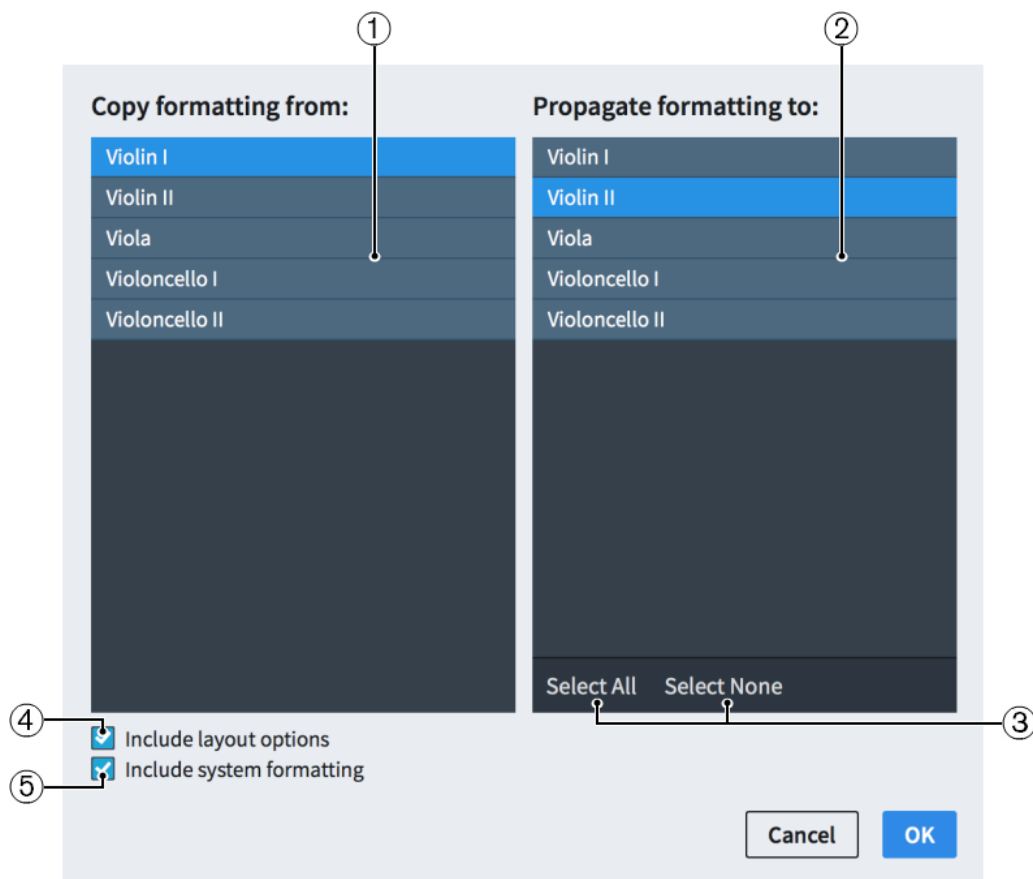 ① ②
Copy formatting from:
Violin I
Violin II
Viola
Violoncello I
Violoncello II
Propagate formatting to:
Violin I
Violin II
Viola
Violoncello I
Violoncello II
Select All Select None
③
④ Include layout options
⑤ Include system formatting
Cancel OK